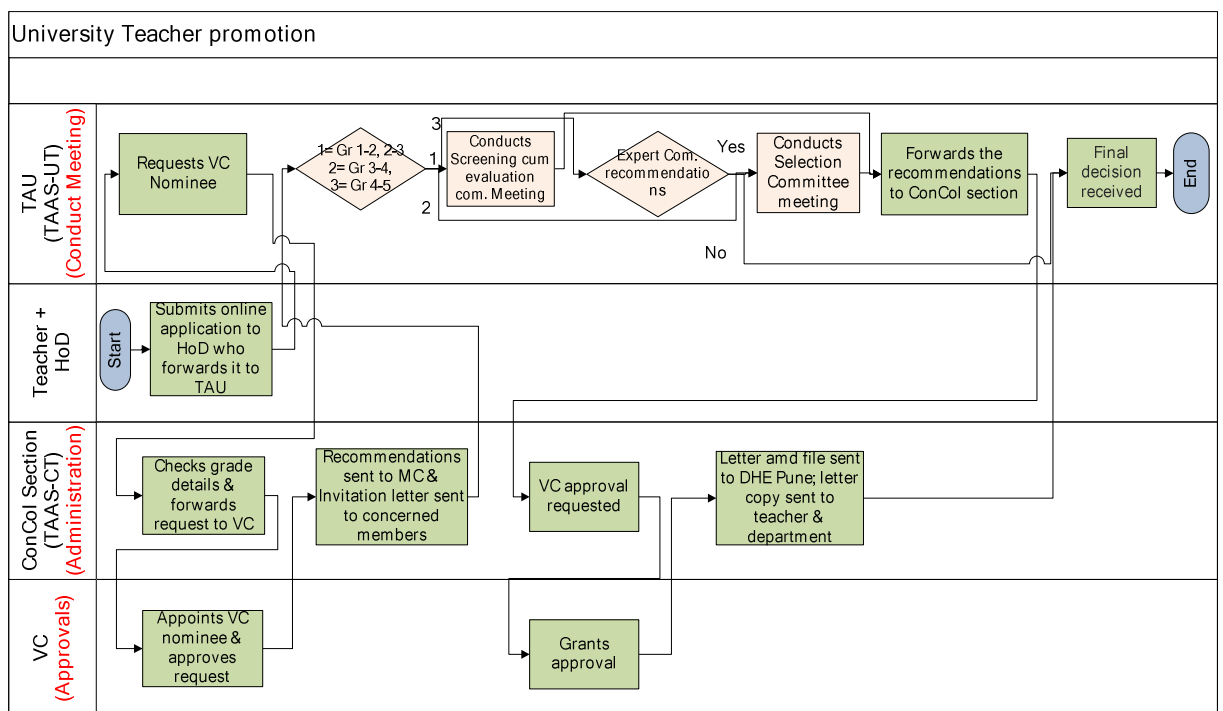 University Teacher promotion
TAU
(TAAS-UT)
(Conduct Meeting)
Requests VC
Nominee
1= Gr 1-2, 2-3
2= Gr 3-4,
3= Gr 4-5
3
1
2
Conducts
Screening cum
evaluation
com. Meeting
Expert Com.
recommendatio
ns
Yes
No
Conducts
Selection
Committee
meeting
Forwards the
recommendations
to ConCol section
Final
decision
received
End
Teacher +
HoD
Start
Submits online
application to
HoD who
forwards it to
TAU
ConCol Section
(TAAS-CT)
(Administration)
Checks grade
details &
forwards
request to VC
Recommendations
sent to MC &
Invitation letter sent
to concerned
members
VC approval
requested
Letter amd file sent
to DHE Pune; letter
copy sent to
teacher &
department
VC
(Approvals)
Appoints VC
nominee &
approves
request
Grants
approval